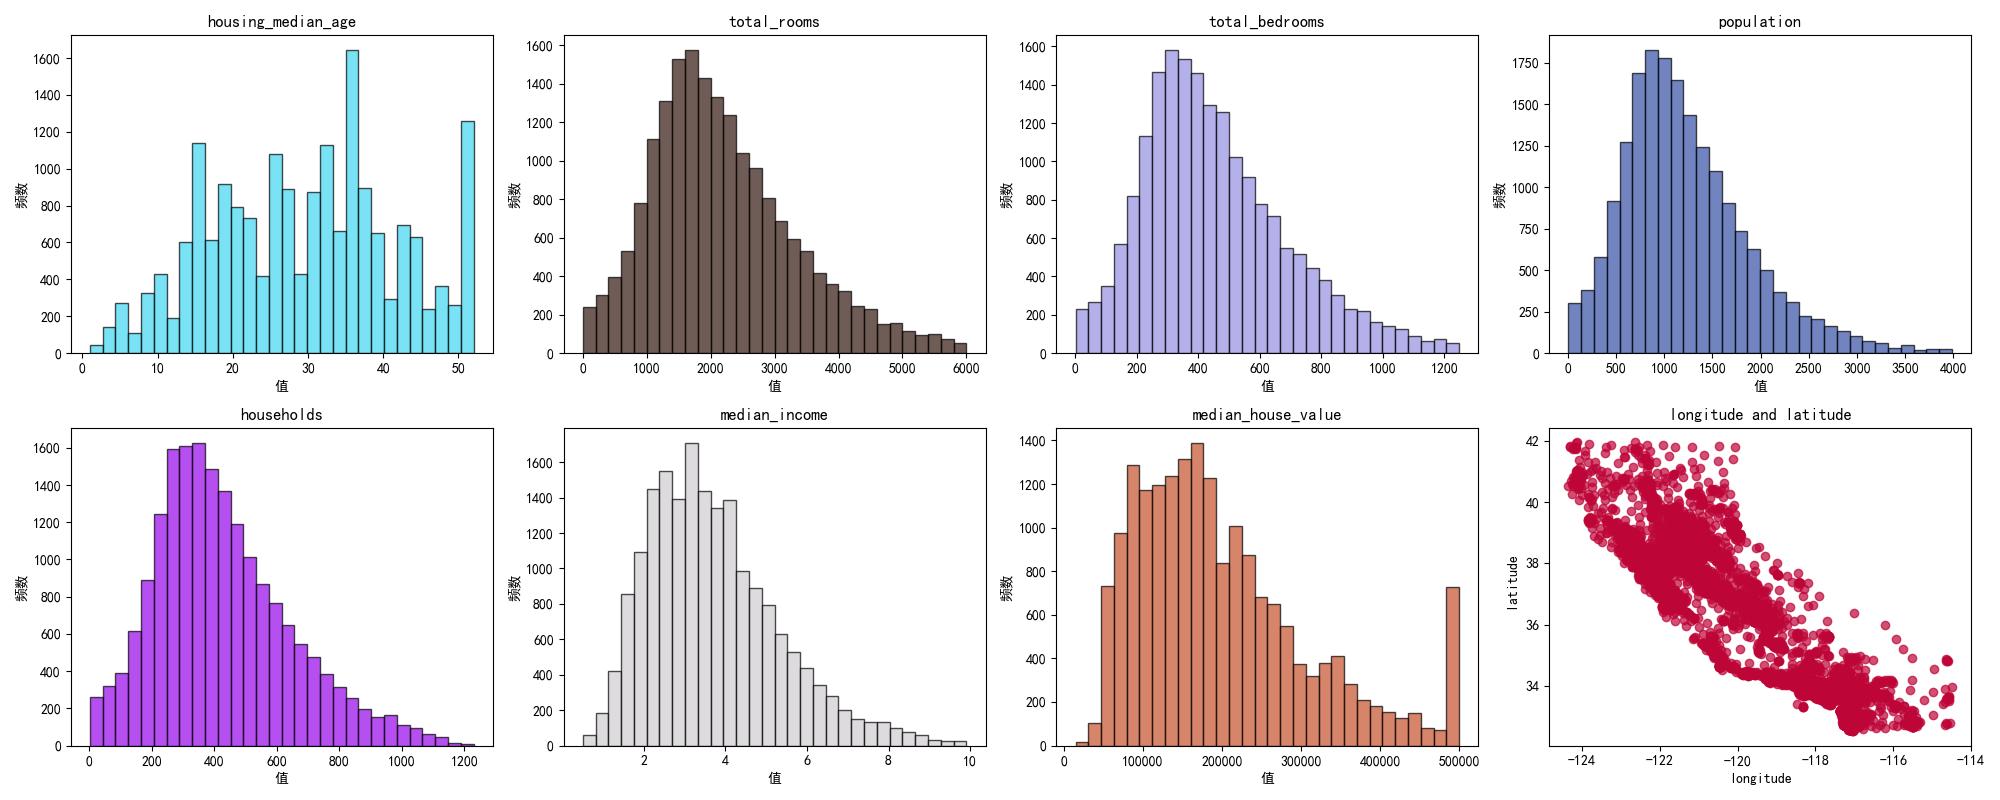 housing_median_age
1600
1400
1200
1000
800
600
400
200
0
频数
0 10 20 30 40 50
值
total_rooms
1600
1400
1200
1000
800
600
400
200
0
频数
0 1000 2000 3000 4000 5000 6000
值
total_bedrooms
1600
1400
1200
1000
800
600
400
200
0
频数
0 200 400 600 800 1000 1200
值
population
1750
1500
1250
1000
750
500
250
0
频数
0 500 1000 1500 2000 2500 3000 3500 4000
值
households
1600
1400
1200
1000
800
600
400
200
0
频数
0 200 400 600 800 1000 1200
值
median_income
1600
1400
1200
1000
800
600
400
200
0
频数
2 4 6 8 10
值
median_house_value
1400
1200
1000
800
600
400
200
0
频数
0 100000 200000 300000 400000 500000
值
longitude and latitude
42
40
38
36
34
latitude
−124 −122 −120 −118 −116 −114
longitude